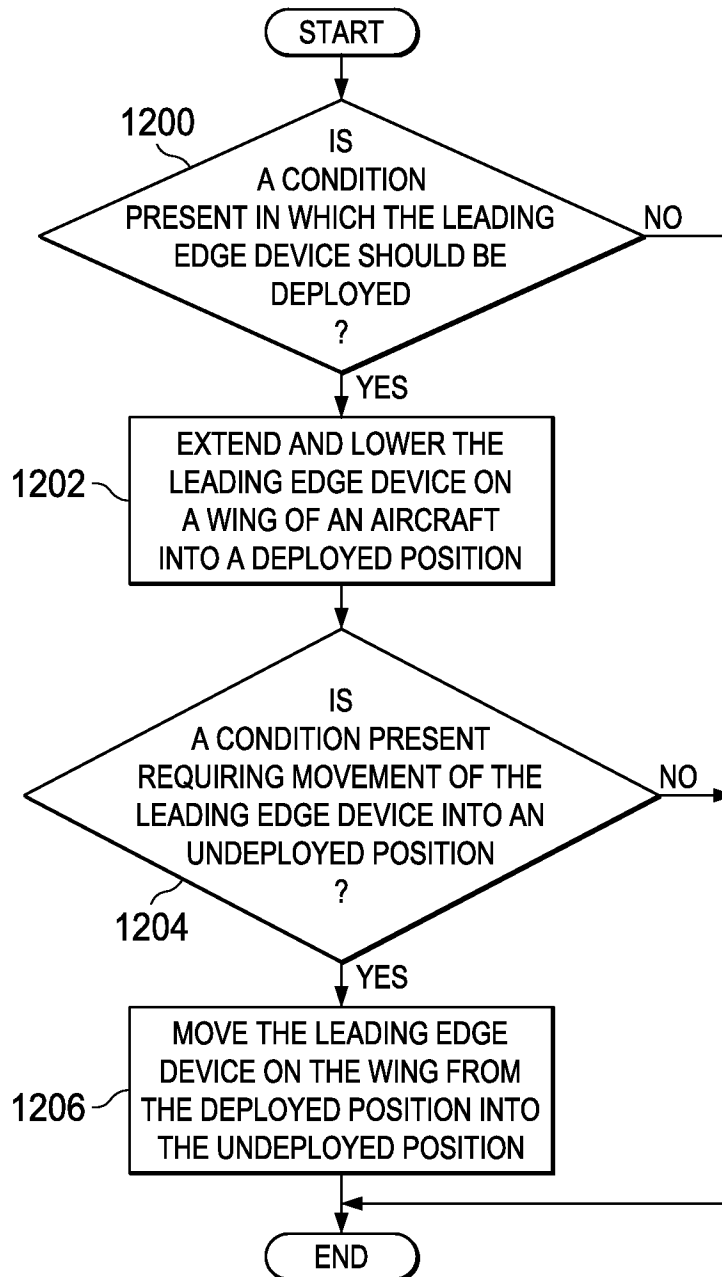 START
1200
IS
A CONDITION
PRESENT IN WHICH THE LEADING
EDGE DEVICE SHOULD BE
DEPLOYED
?
NO
YES
1202
EXTEND AND LOWER THE
LEADING EDGE DEVICE ON
A WING OF AN AIRCRAFT
INTO A DEPLOYED POSITION
IS
A CONDITION PRESENT
REQUIRING MOVEMENT OF THE
LEADING EDGE DEVICE INTO AN
UNDEPLOYED POSITION
?
NO
1204
YES
1206
MOVE THE LEADING EDGE
DEVICE ON THE WING FROM
THE DEPLOYED POSITION INTO
THE UNDEPLOYED POSITION
END